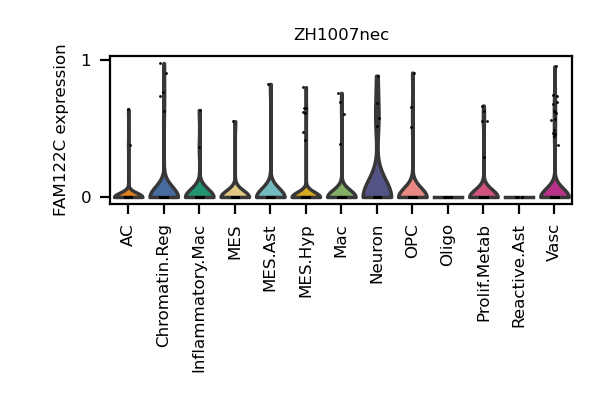 ZH1007nec
FAM122C expression
1
0
AC
Chromatin.Reg
Inflammatory.Mac
MES
MES.Ast
MES.Hyp
Mac
Neuron
OPC
Oligo
Prolif.Metab
Reactive.Ast
Vasc